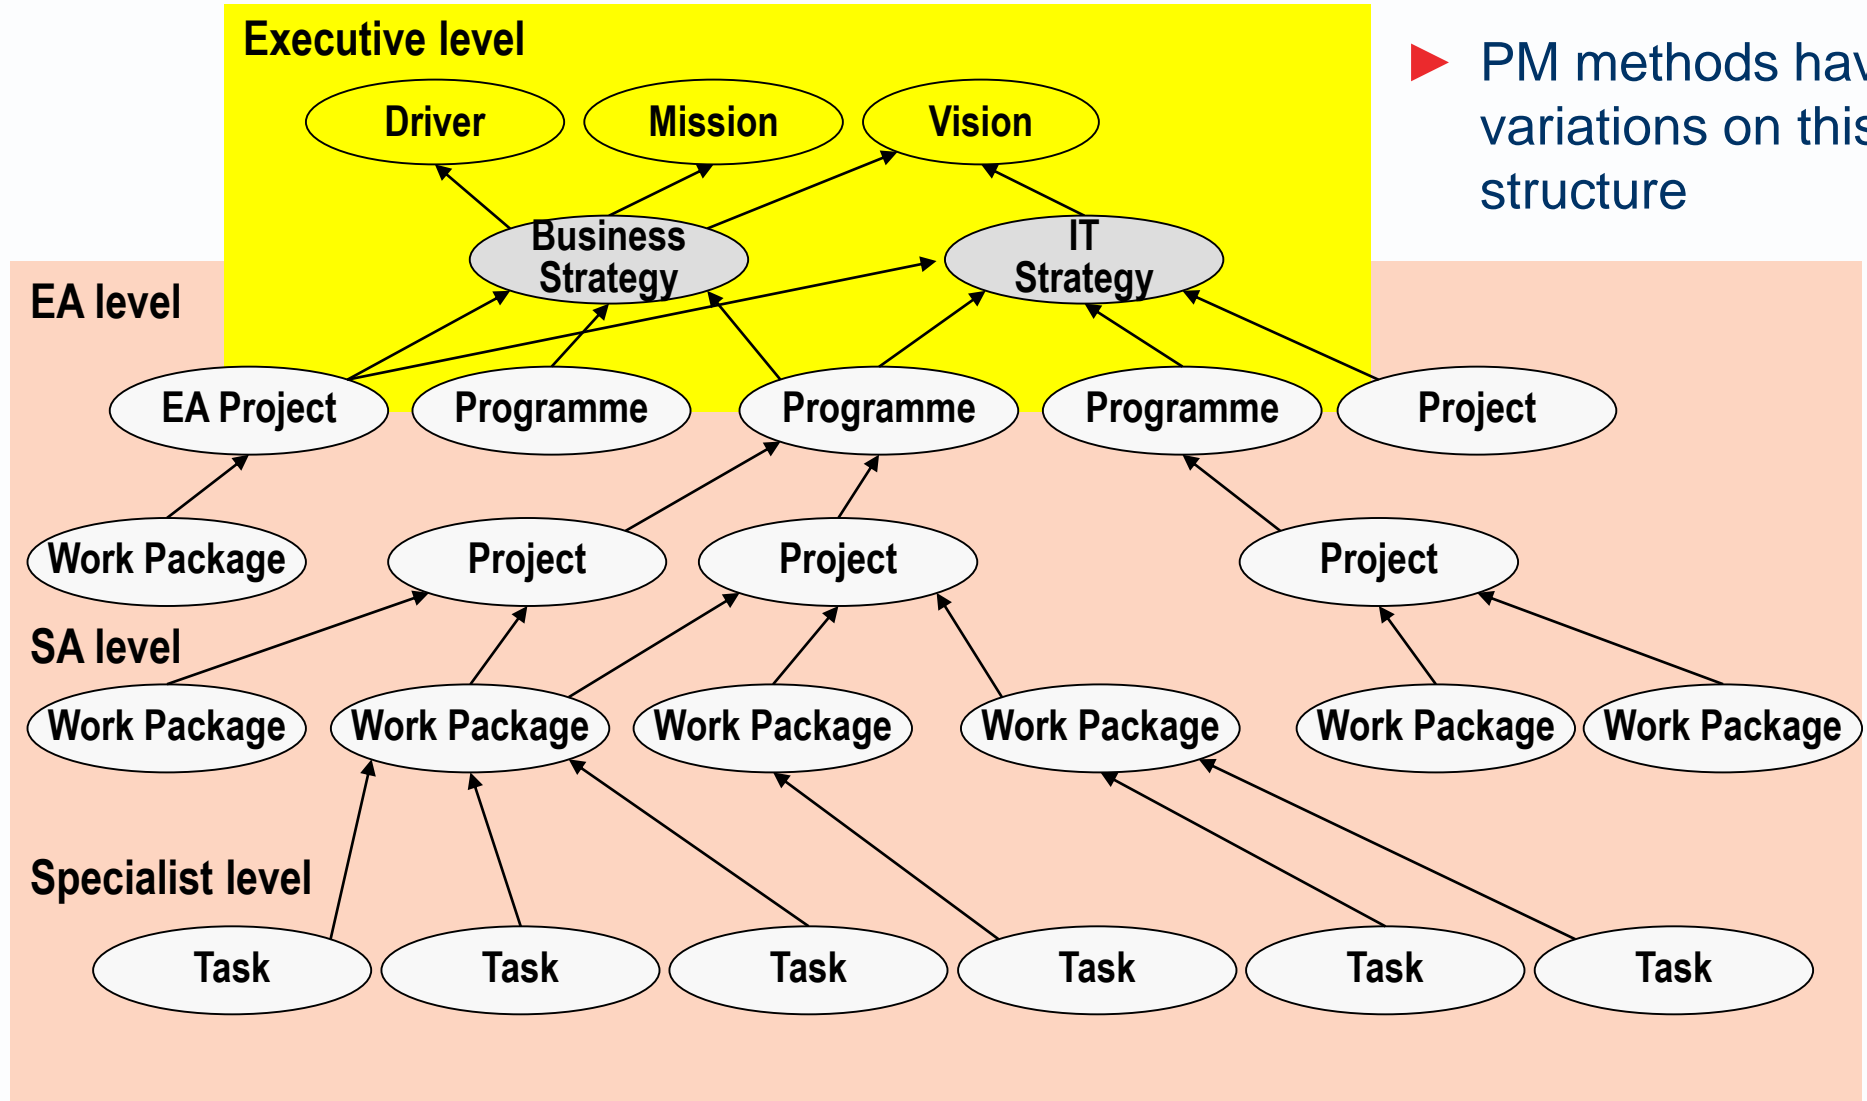 Executive level
PM methods hav
variations on this
structure
Driver
Mission
Vision
Business
Strategy
IT
Strategy
EA level
EA Project
Programme
Programme
Programme
Project
Work Package
Project
Project
Project
SA level
Work Package
Work Package
Work Package
Work Package
Work Package
Work Package
Specialist level
Task
Task
Task
Task
Task
Task